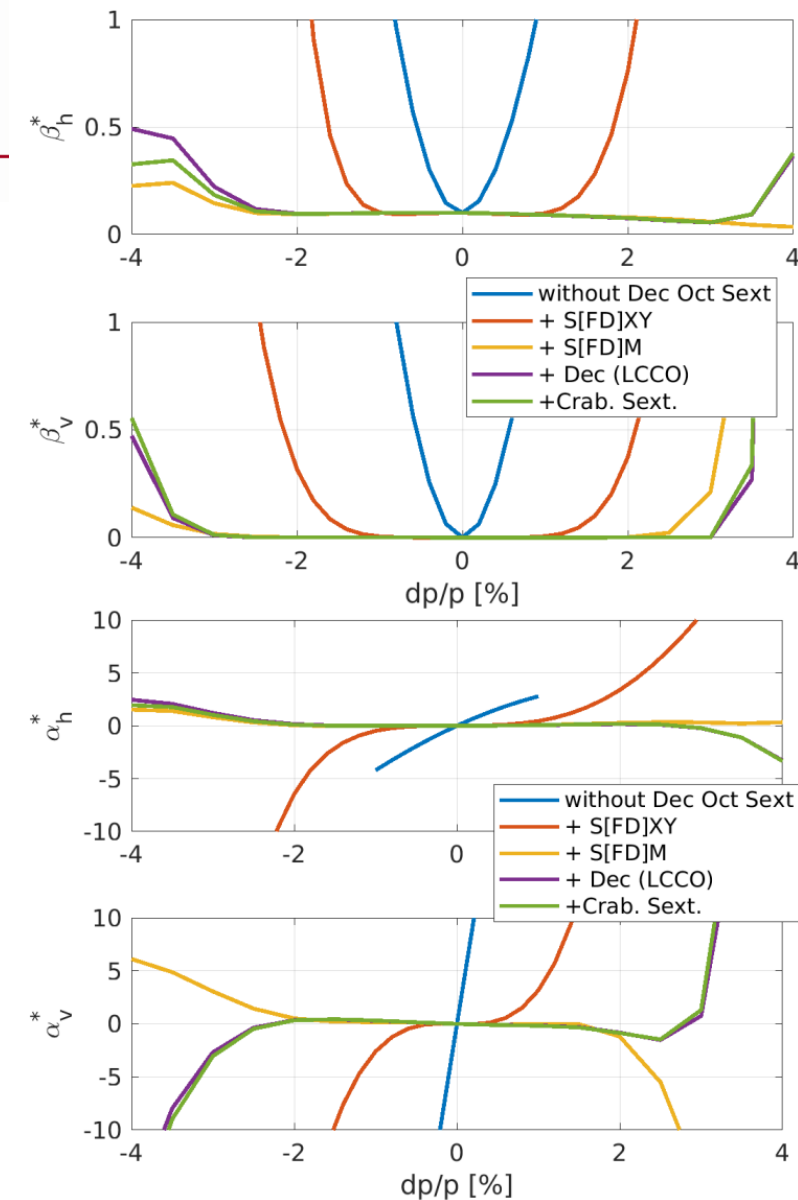 1
0.5
0
β*h
-4 -2 0 2 4
without Dec Oct Sext
+ S[FD]XY
+ S[FD]M
+ Dec (LCCO)
+Crab. Sext.
1
0.5
0
β*v
-4 -2 0 2 4
dp/p [%]
10
5
0
-5
-10
α*h
-4 -2 0
without Dec Oct Sext
+ S[FD]XY
+ S[FD]M
+ Dec (LCCO)
+Crab. Sext.
10
5
0
-5
-10
α*v
-4 -2 0 2 4
dp/p [%]